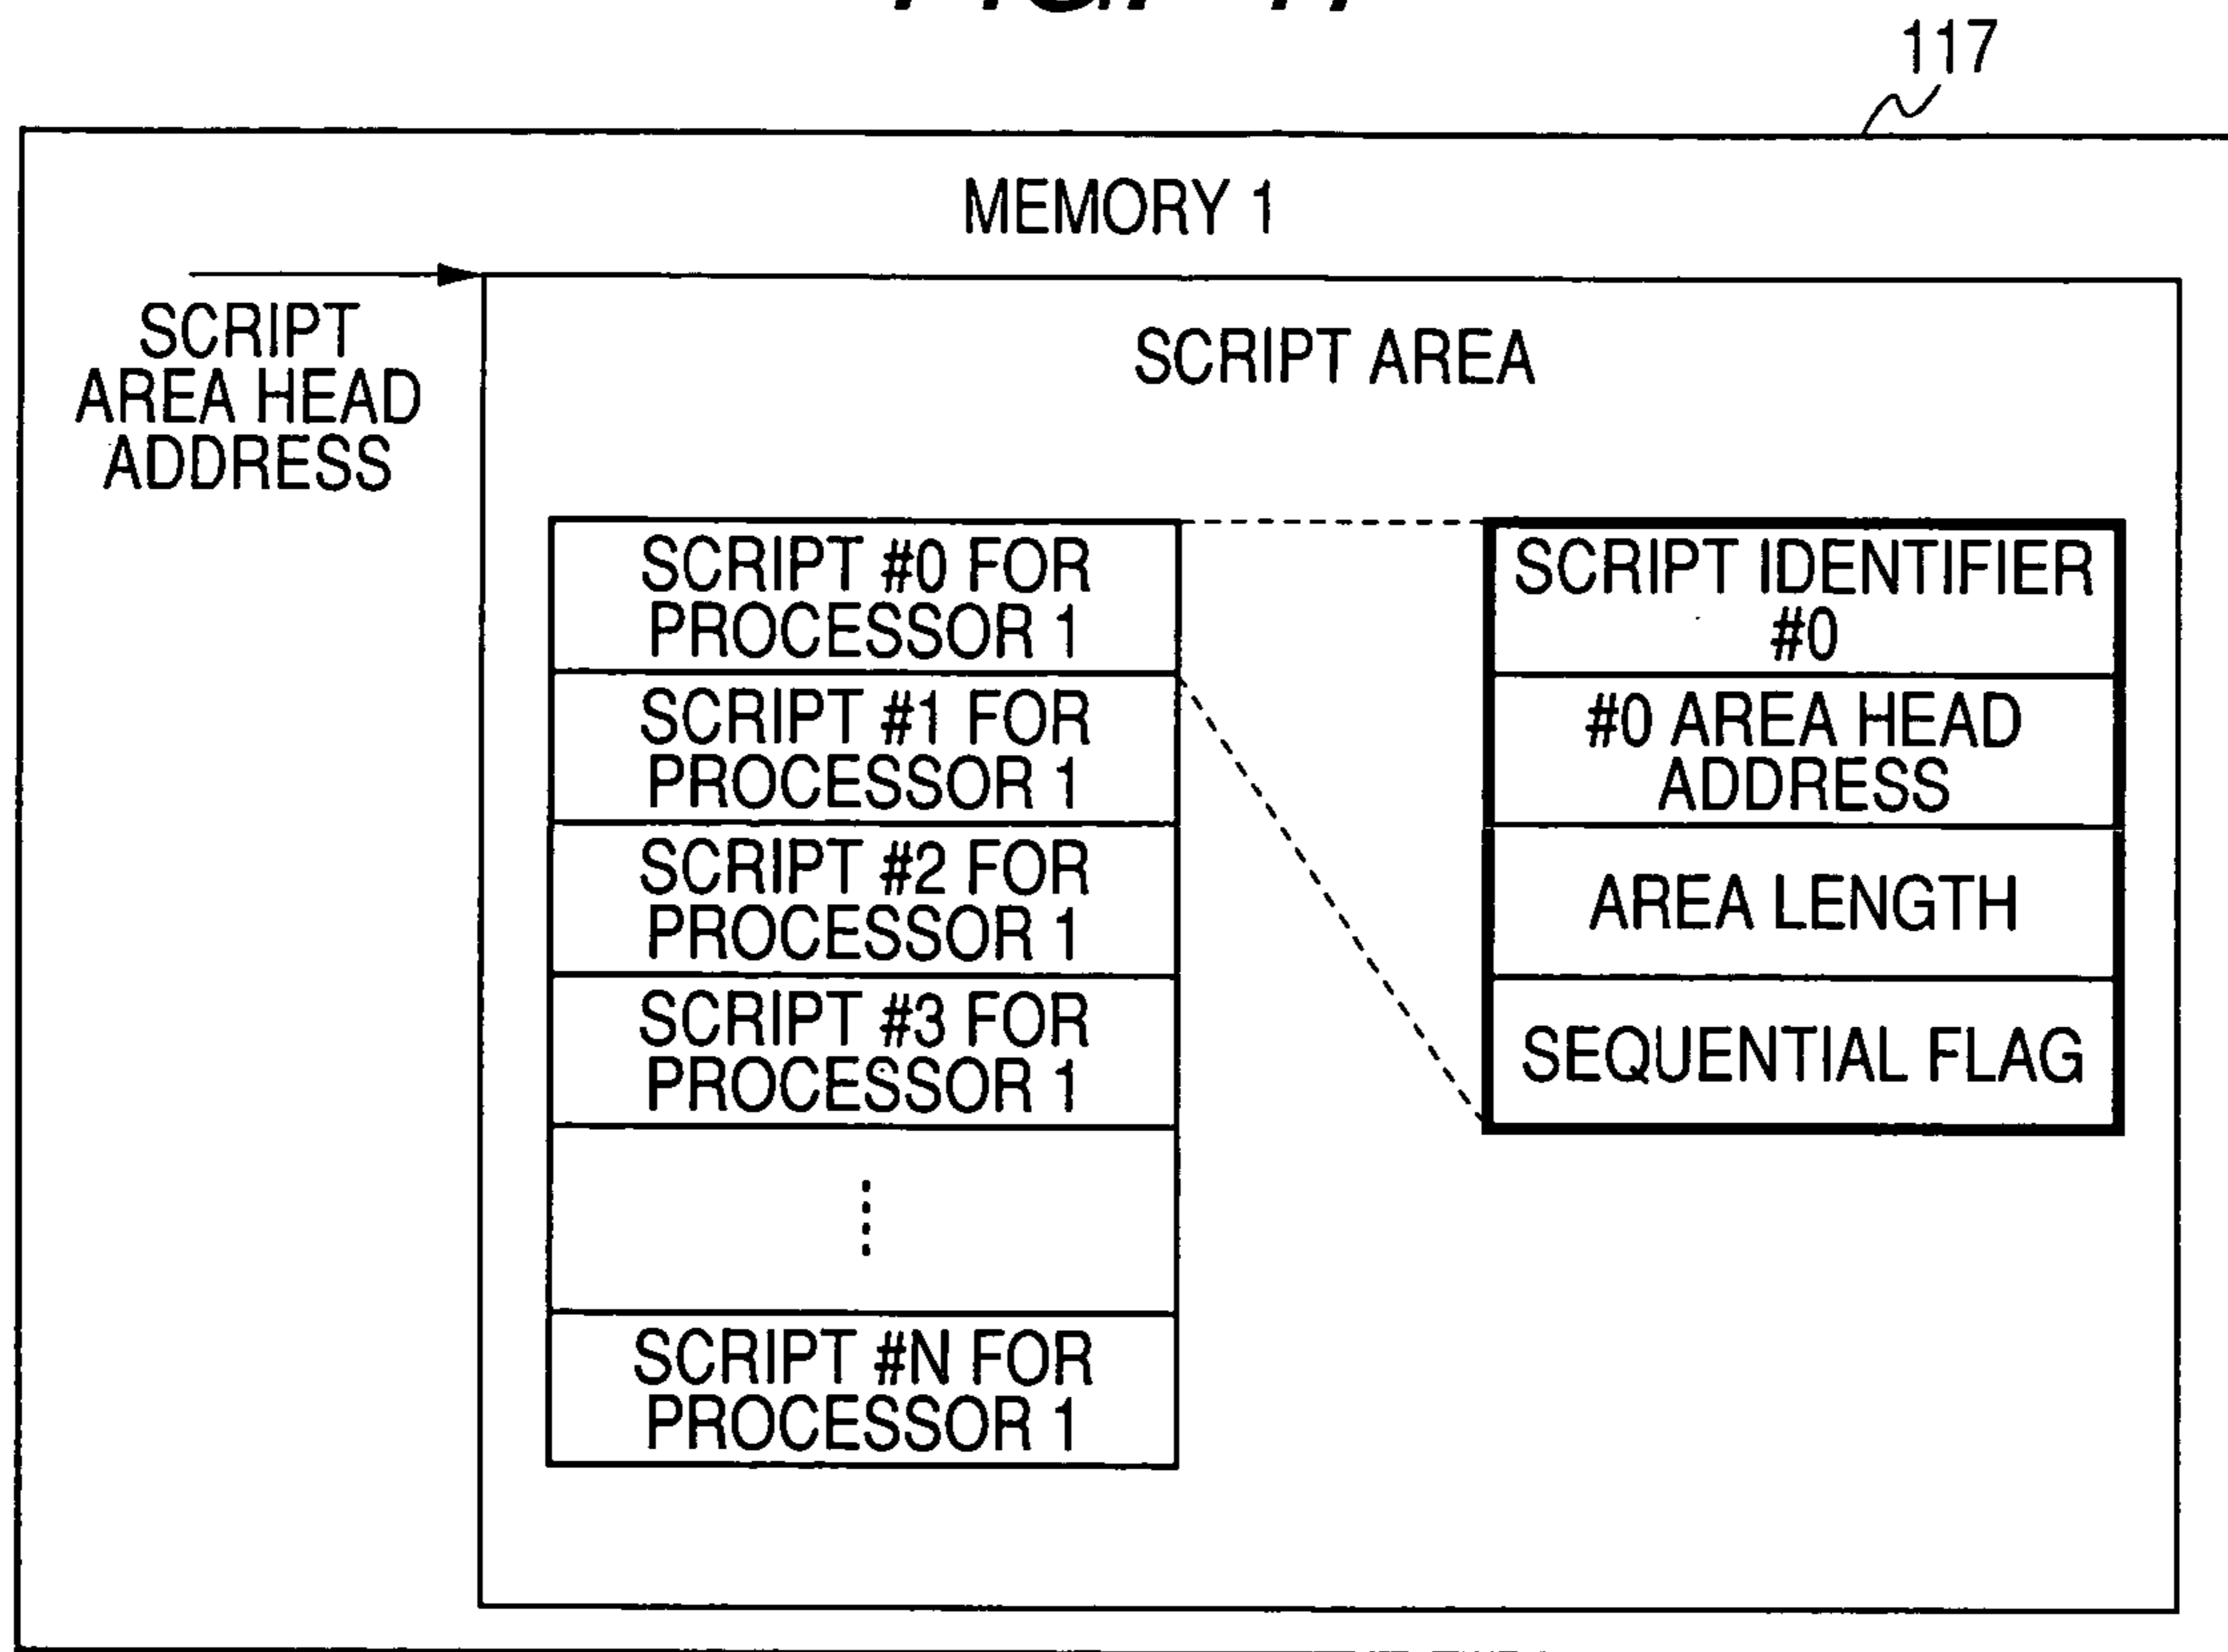 117
MEMORY 1
SCRIPT
AREA HEAD
ADDRESS
SCRIPT AREA
SCRIPT #0 FOR
PROCESSOR 1
SCRIPT #1 FOR
PROCESSOR 1
SCRIPT #2 FOR
PROCESSOR 1
SCRIPT #3 FOR
PROCESSOR 1
SCRIPT #N FOR
PROCESSOR 1
SCRIPT IDENTIFIER
#0
#0 AREA HEAD
ADDRESS
AREA LENGTH
SEQUENTIAL FLAG